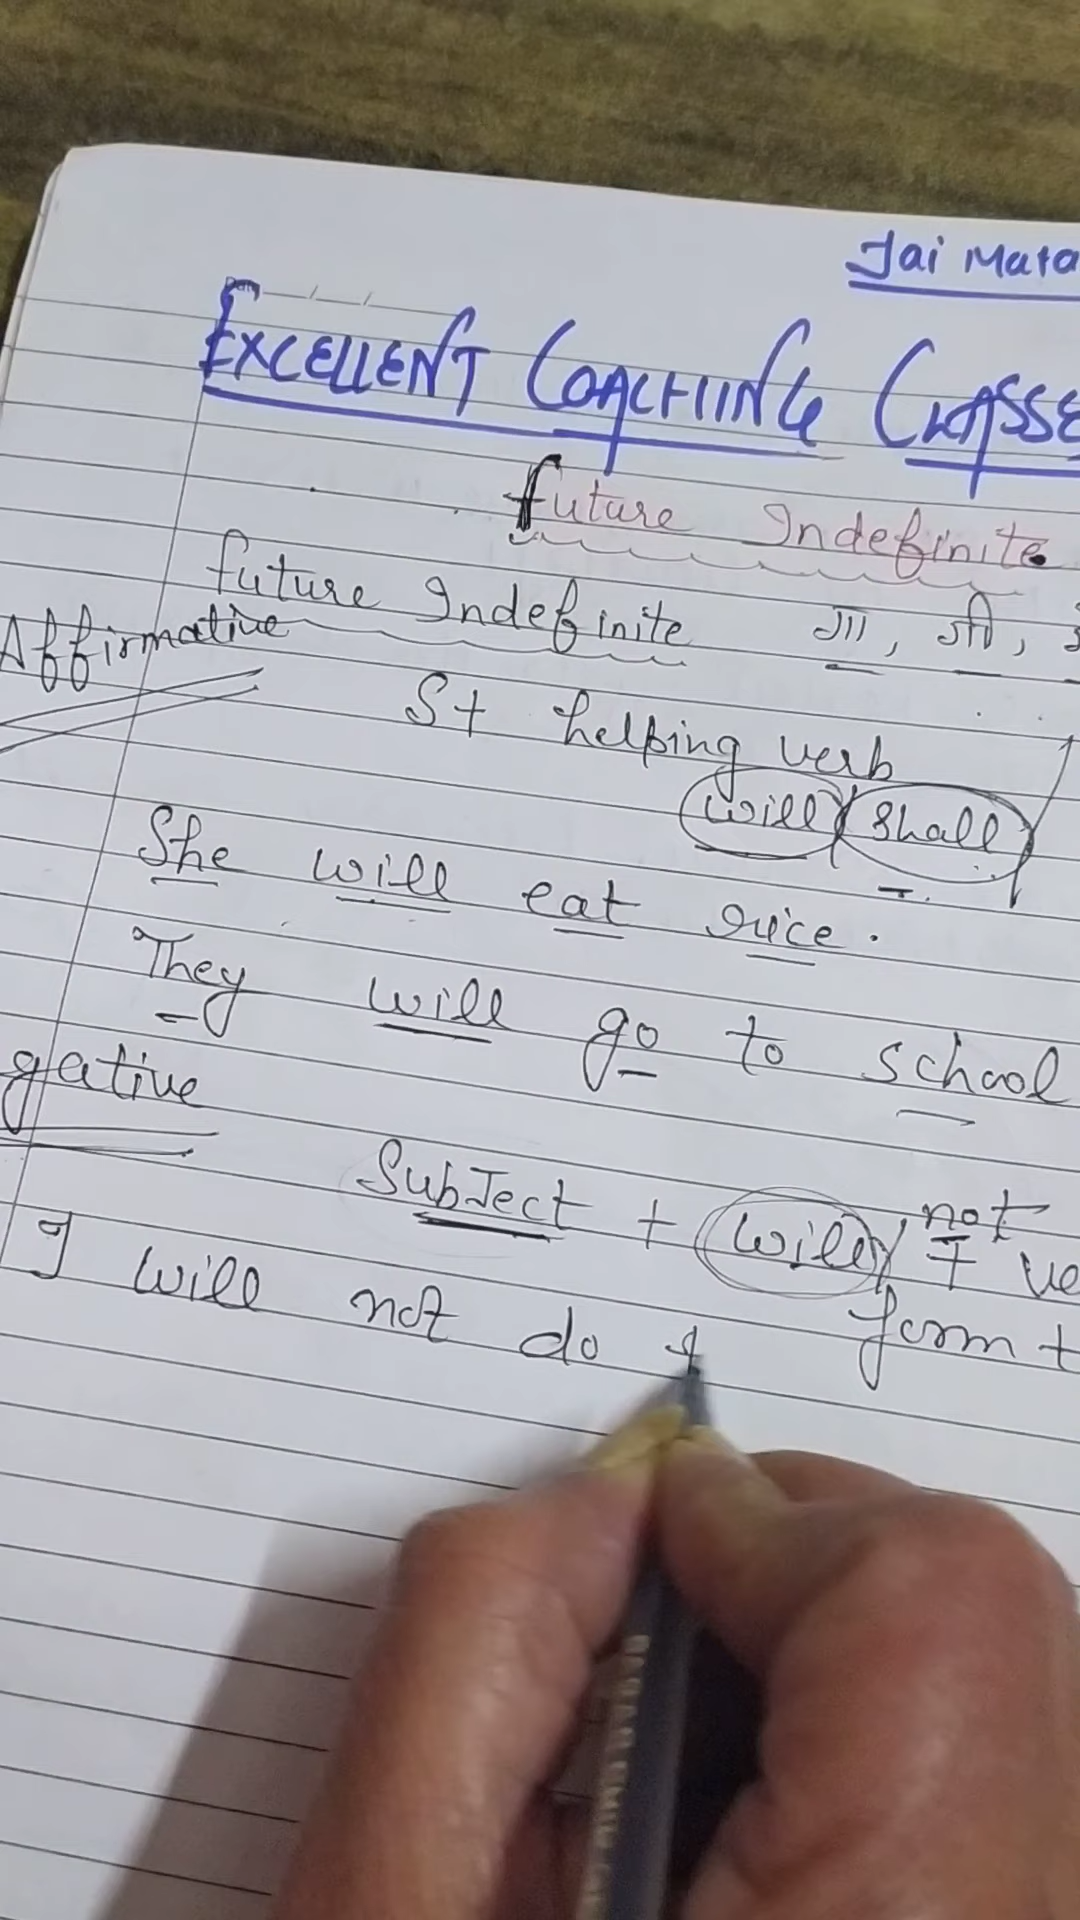 Jai Mata
EXCELLENT COACHING CLASSE
Future Indefinite
Future Indefinite गा, गी,
Affirmative
S+ helping verb
will / shall
She will eat rice.
They will go to school
gative
Subject + will / not + ve
form +
I will not do